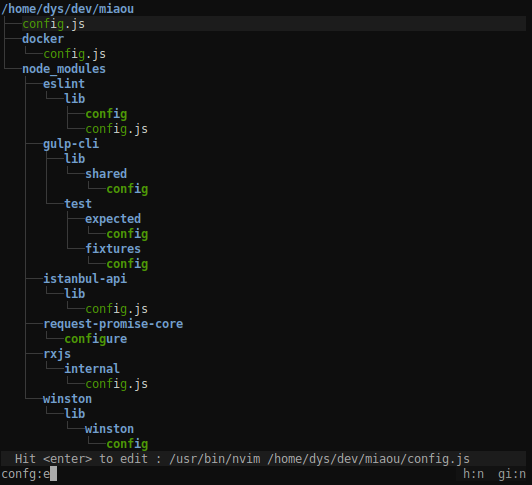 /home/dys/dev/miaou
config.js
docker
config.js
node_modules
eslint
lib
config
config.js
gulp-cli
lib
shared
config
test
expected
config
fixtures
config
istanbul-api
lib
config.js
request-promise-core
configure
rxjs
internal
config.js
winston
lib
winston
config
Hit <enter> to edit : /usr/bin/nvim /home/dys/dev/miaou/config.js
confg:e h:n gi:n